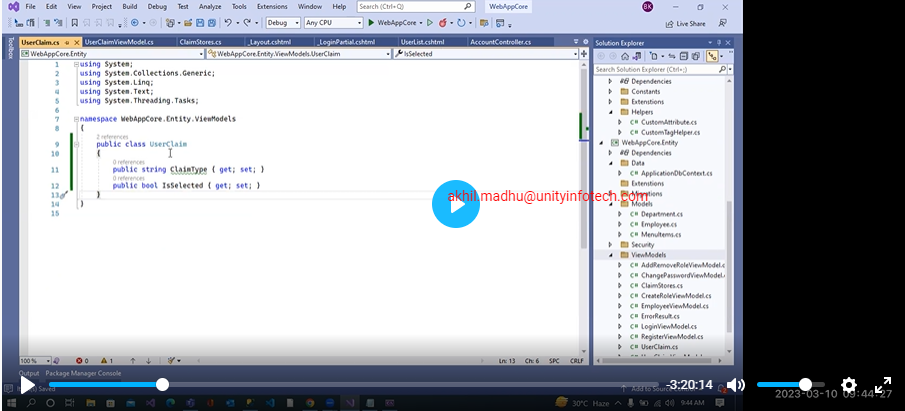 File Edit View Git Project Build Debug Test Analyze Tools Extensions Window Help Search (Ctrl+Q) WebAppCore BK
Debug Any CPU WebAppCore Live Share
Toolbox
UserClaim.cs UserClaimViewModel.cs ClaimStores.cs _Layout.cshtml _LoginPartial.cshtml UserList.cshtml AccountController.cs
WebAppCore.Entity WebAppCore.Entity.ViewModels.UserClaim IsSelected
1 using System;
2 using System.Collections.Generic;
3 using System.Linq;
4 using System.Text;
5 using System.Threading.Tasks;
6
7 namespace WebAppCore.Entity.ViewModels
8 {
2 references
9 public class UserClaim
10 {
0 references
11 public string ClaimType { get; set; }
0 references
12 public bool IsSelected { get; set; }
13 }
14 }
15
akhil.madhu@unityinfotech.com
100 % 0 1 Ln: 13 Ch: 6 SPC CRLF
Output Package Manager Console
Solution Explorer
Search Solution Explorer (Ctrl+;)
Dependencies
Constants
Extenstions
Helpers
CustomAttribute.cs
CustomTagHelper.cs
WebAppCore.Entity
Dependencies
Data
ApplicationDbContext.cs
Extenstions
Migrations
Models
Department.cs
Employee.cs
MenuItems.cs
Security
ViewModels
AddRemoveRoleViewModel.c
ChangePasswordViewModel.
ClaimStores.cs
CreateRoleViewModel.cs
EmployeeViewModel.cs
ErrorResult.cs
LoginViewModel.cs
RegisterViewModel.cs
UserClaim.cs
-3:20:14
Saved
30°C Haze 9:44 AM
2023-03-10 09:44:27